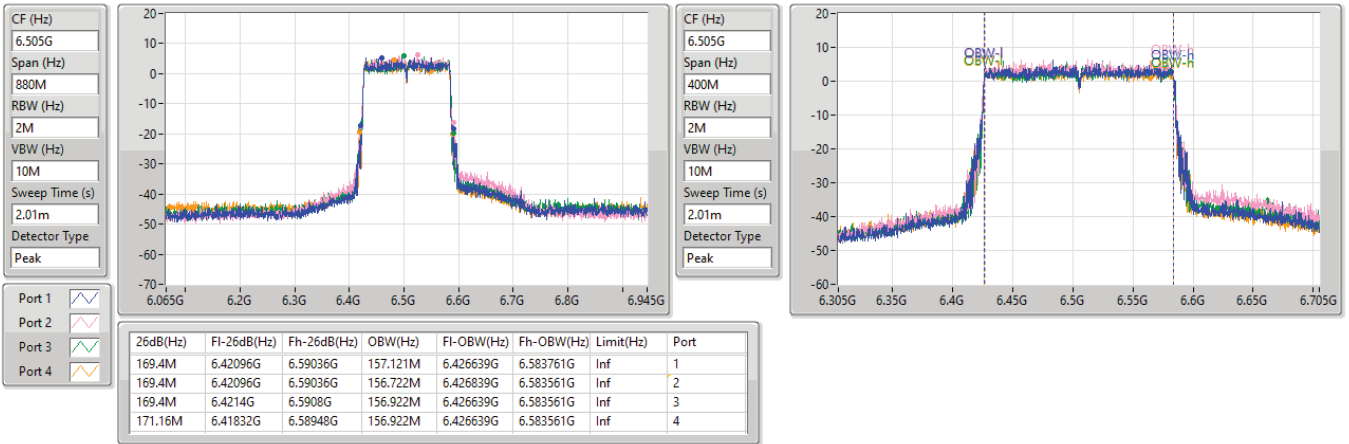 CF (Hz)
6.505G
Span (Hz)
880M
RBW (Hz)
2M
VBW (Hz)
10M
Sweep Time (s)
2.01m
Detector Type
Peak
20
10
0
-10
-20
-30
-40
-50
-60
-70
6.065G 6.2G 6.3G 6.4G 6.5G 6.6G 6.7G 6.8G 6.945G
CF (Hz)
6.505G
Span (Hz)
400M
RBW (Hz)
2M
VBW (Hz)
10M
Sweep Time (s)
2.01m
Detector Type
Peak
20
10
0
-10
-20
-30
-40
-50
-60
OBW-l OBW-h
OBW-h
OBW-l OBW-h
6.305G 6.35G 6.4G 6.45G 6.5G 6.55G 6.6G 6.65G 6.705G
Port 1
Port 2
Port 3
Port 4
26dB(Hz) Fl-26dB(Hz) Fh-26dB(Hz) OBW(Hz) Fl-OBW(Hz) Fh-OBW(Hz) Limit(Hz) Port
169.4M 6.42096G 6.59036G 157.121M 6.426639G 6.583761G Inf 1
169.4M 6.42096G 6.59036G 156.722M 6.426839G 6.583561G Inf 2
169.4M 6.4214G 6.5908G 156.922M 6.426639G 6.583561G Inf 3
171.16M 6.41832G 6.58948G 156.922M 6.426639G 6.583561G Inf 4